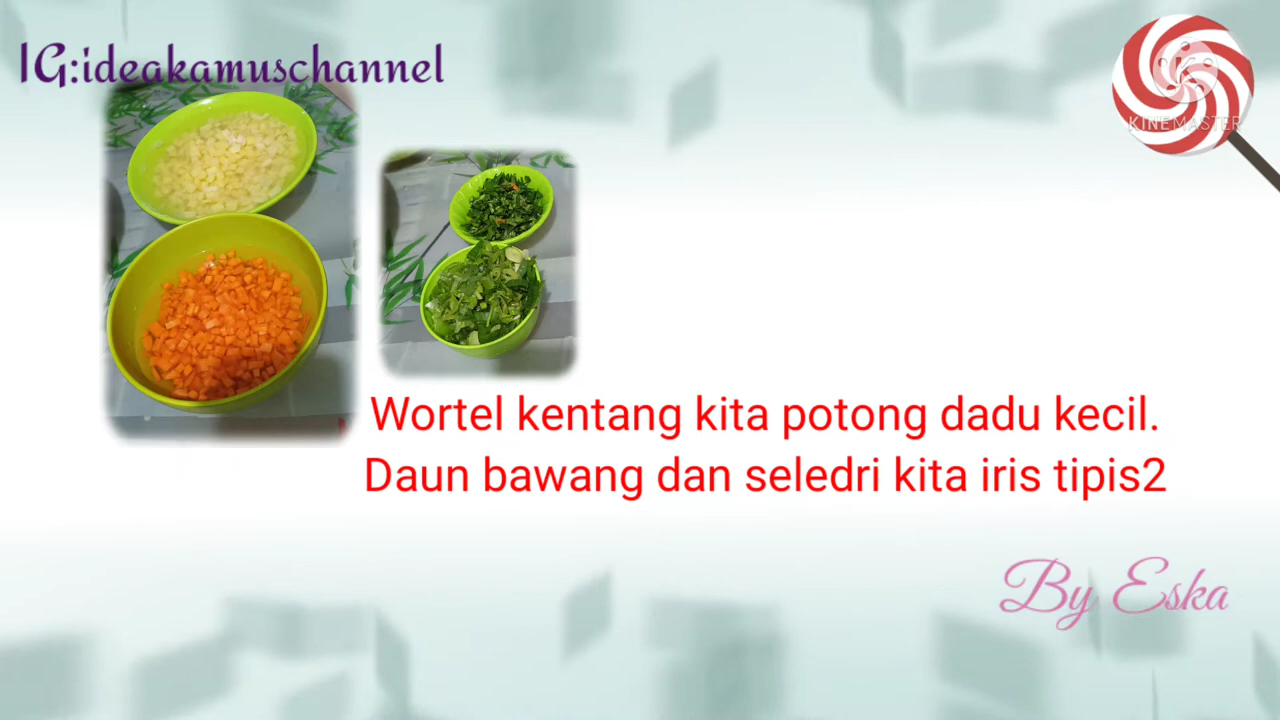 IG:ideakamuschannel
KINEMASTER
Wortel kentang kita potong dadu kecil.
Daun bawang dan seledri kita iris tipis2
By Eska